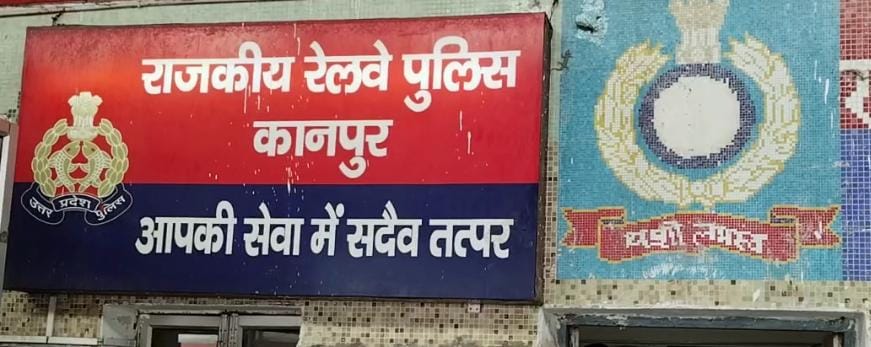 राजकीय रेलवे पुलिस
कानपुर
आपकी सेवा में सदैव तत्पर
उत्तर प्रदेश पुलिस